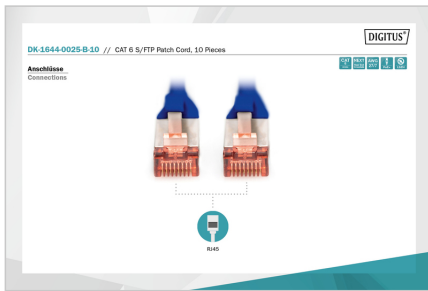 DIGITUS®
DK-1644-0025-B-10 // CAT 6 S/FTP Patch Cord, 10 Pieces
Anschlüsse
Connections
RJ45